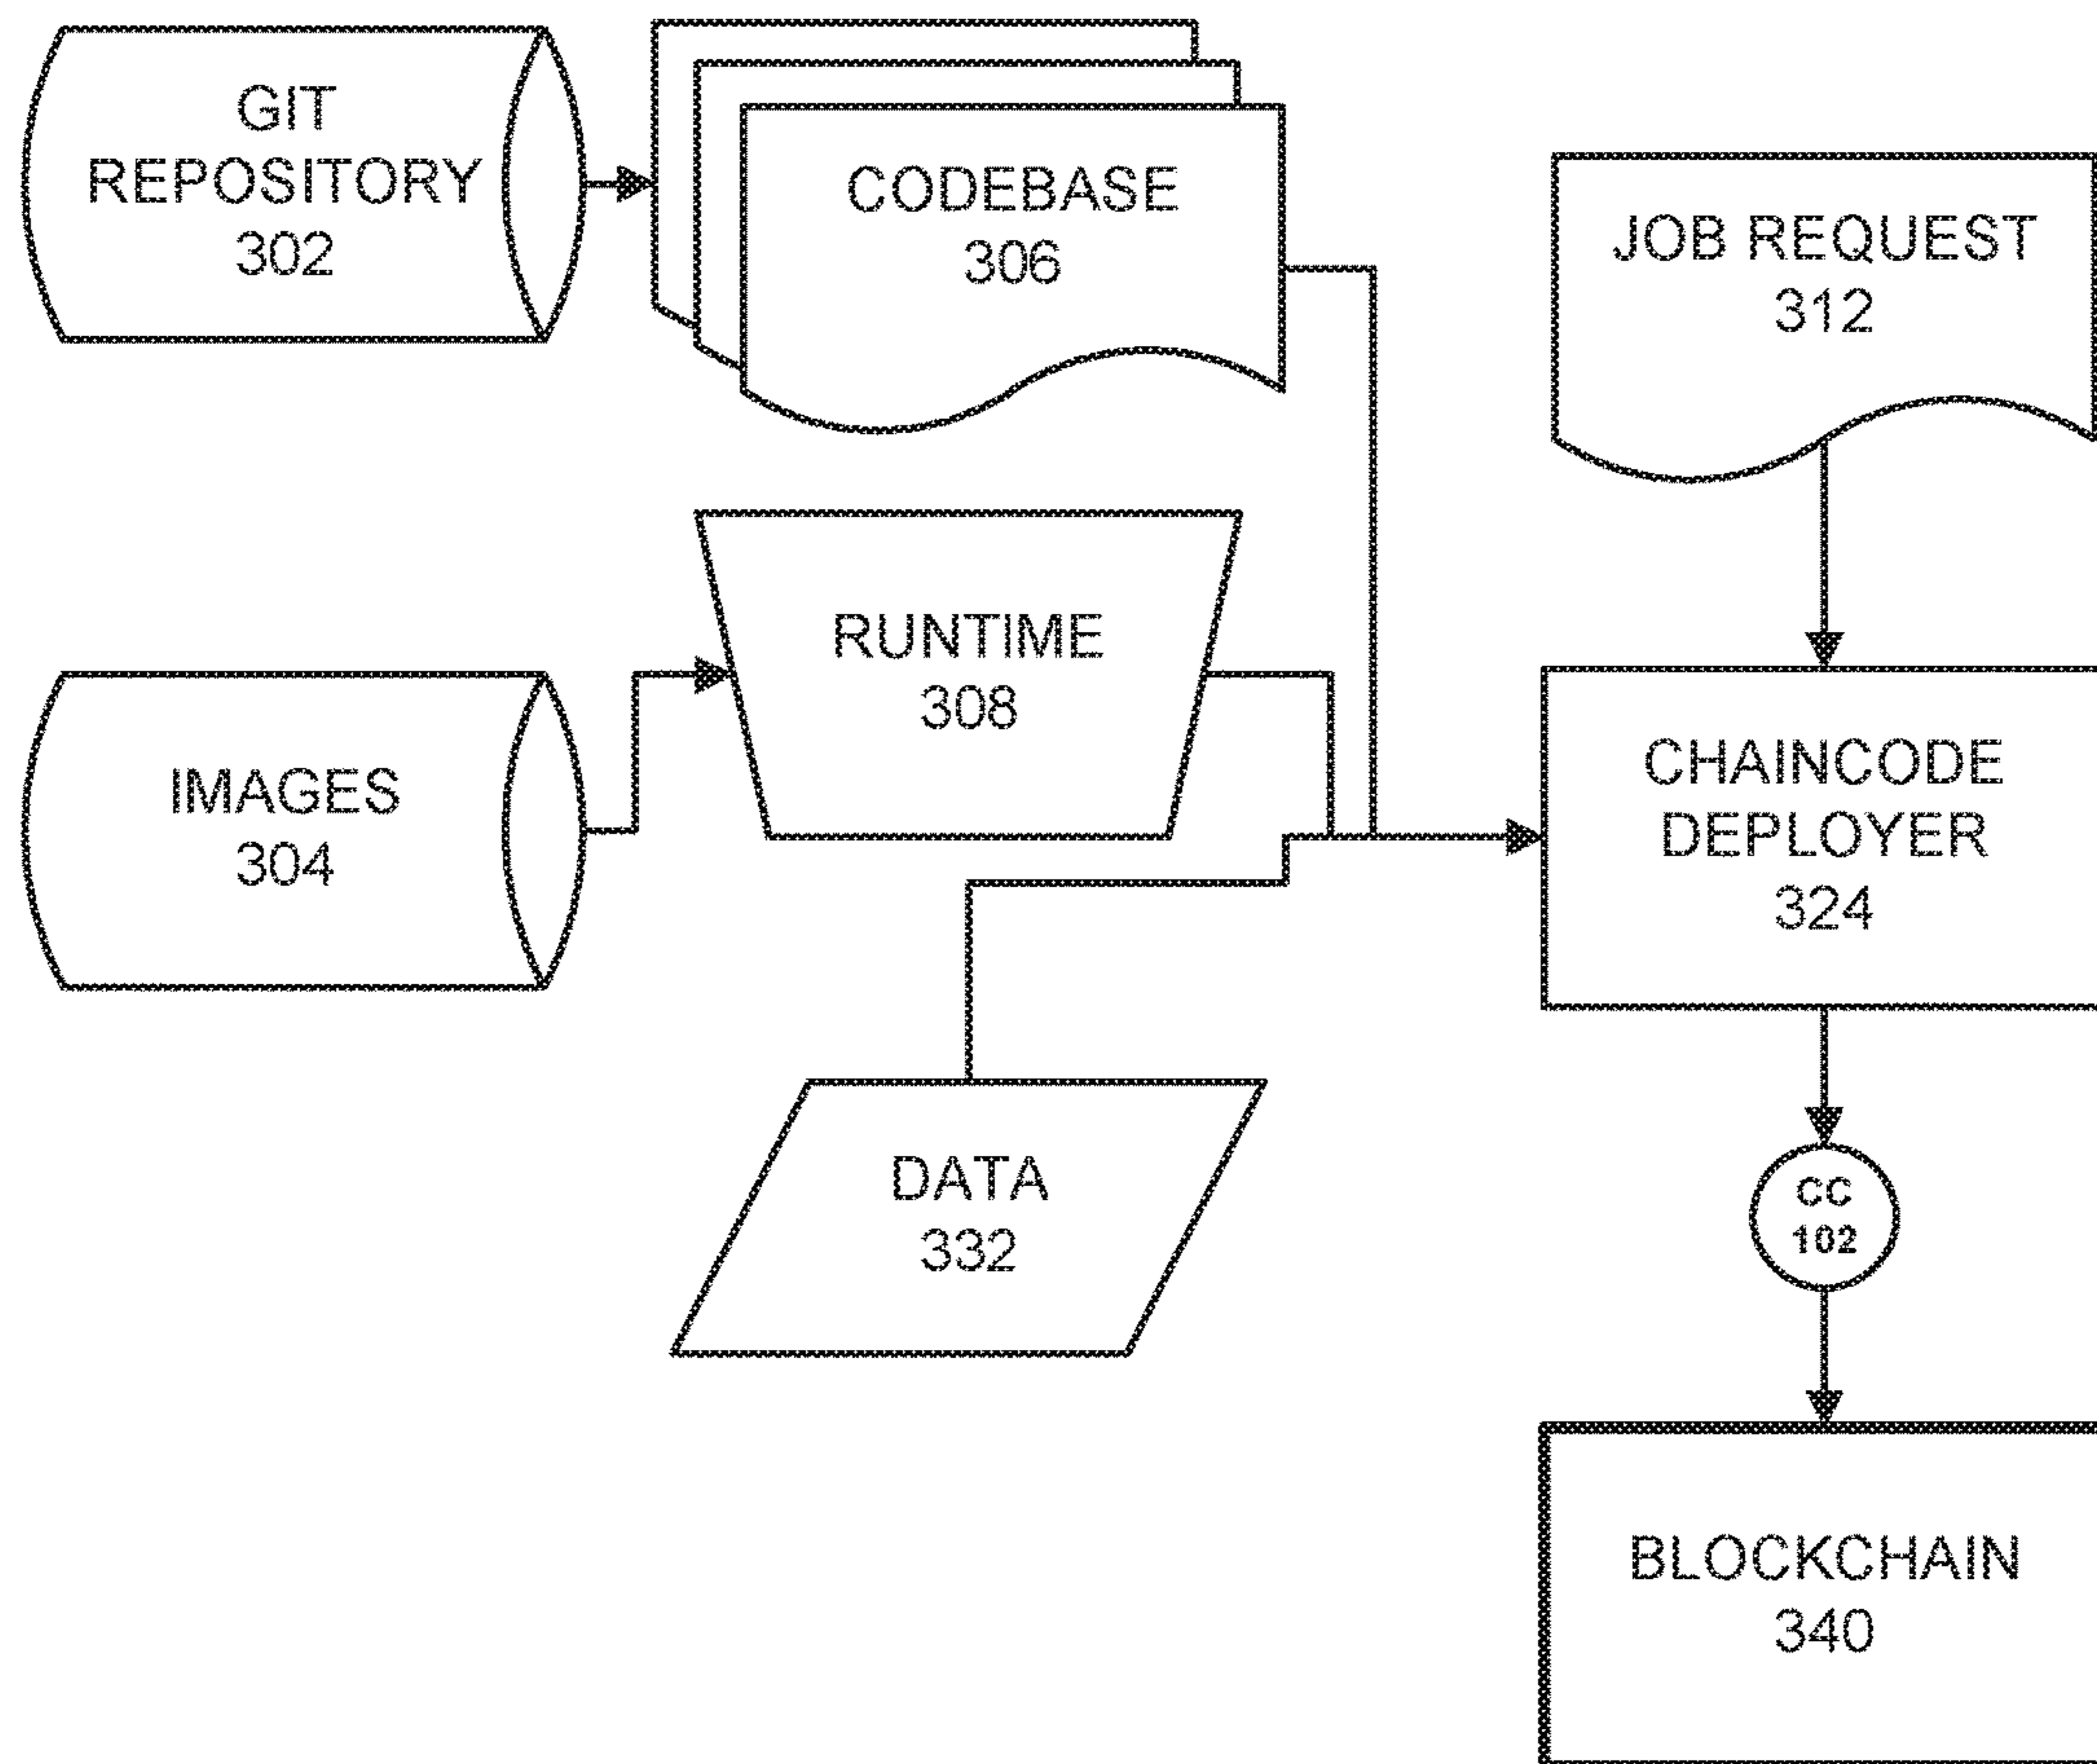 GIT
REPOSITORY
302
CODEBASE
306
JOB REQUEST
312
RUNTIME
308
IMAGES
304
CHAINCODE
DEPLOYER
324
DATA
332
CC
102
BLOCKCHAIN
340